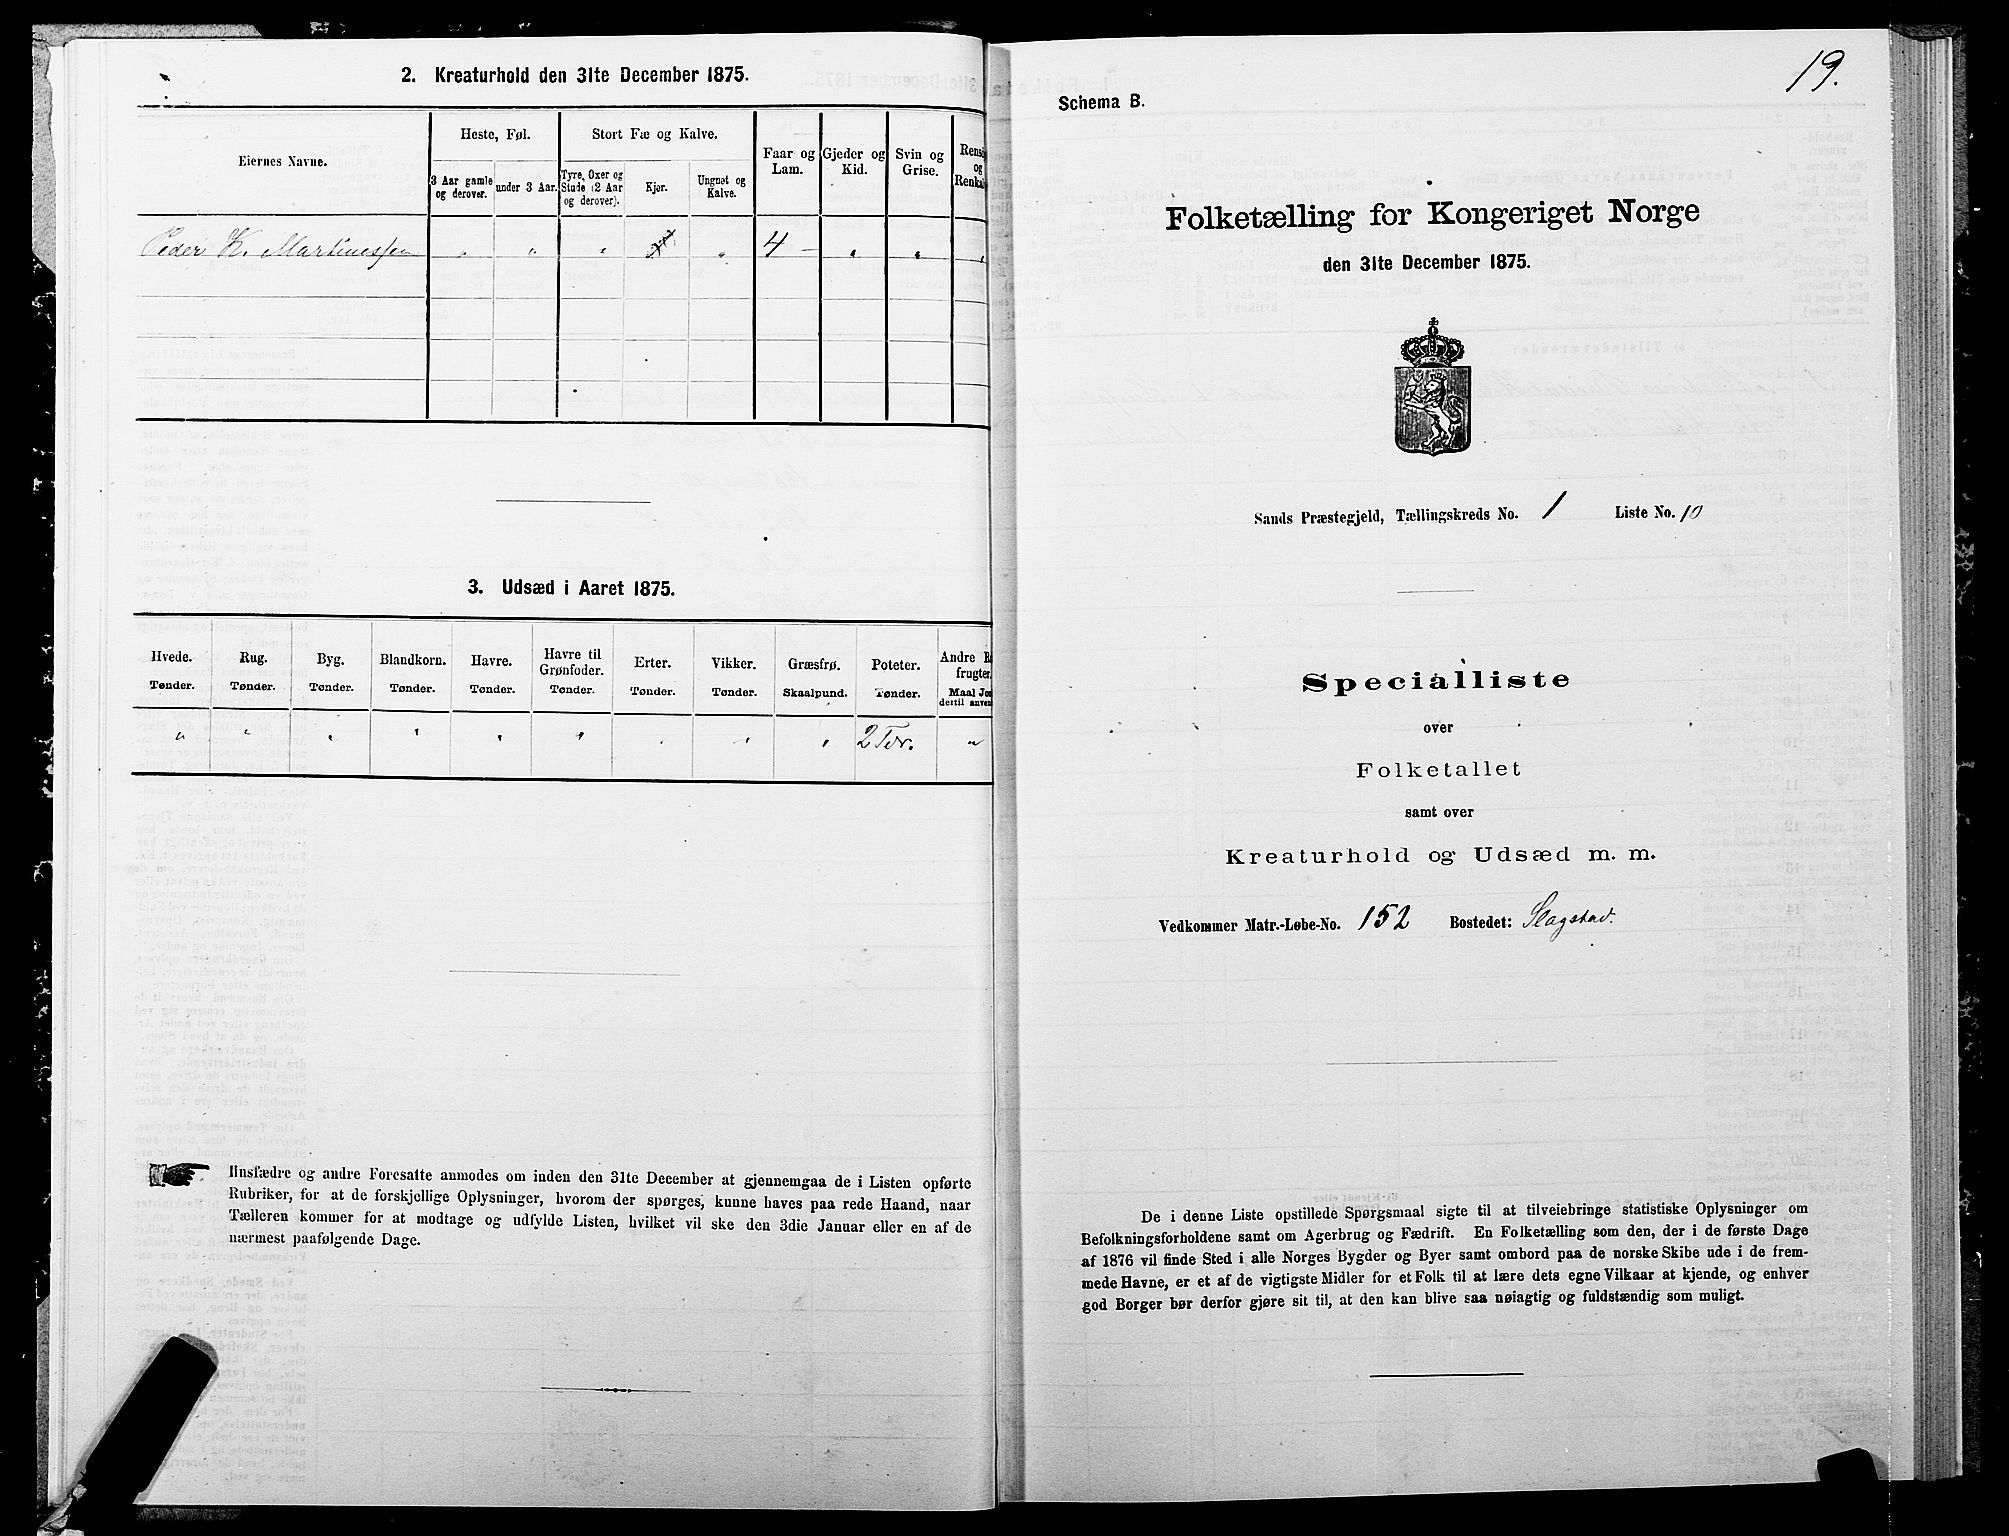 2. Kreaturhold den 31te December 1875.
Eiernes Navne.
Heste, Føl.
Stort Fæ og Kalve.
Faar og Lam.
Gjeder og Kid.
Svin og Grise.
3 Aar gamle og derover.
under 3 Aar.
Tyre, Oxer og Stude (2 Aar og derover).
Kjør.
Ungnøt og Kalve.
Peder K. Martinussen " " " " 4 — " " "
3. Udsæd i Aaret 1875.
Hvede. Rug. Byg. Blandkorn. Havre. Havre til Grønfoder. Erter. Vikker. Græsfrø. Poteter. Andre
Tønder. Tønder. Tønder. Tønder. Tønder. Tønder. Tønder. Tønder. Skaalpund. Tønder. Maal
" " " " " " " " " 2 Tdr. "
Husfædre og andre Foresatte anmodes om inden den 31te December at gjennemgaa de i Listen opførte
Rubriker, for at de forskjellige Oplysninger, hvorom der spørges, kunne haves paa rede Haand, naar
Tælleren kommer for at modtage og udfylde Listen, hvilket vil ske den 3die Januar eller en af de
nærmest paafølgende Dage.
19.
Schema B.
Folketælling for Kongeriget Norge
den 31te December 1875.
Sands Præstegjeld, Tællingskreds No. 1 Liste No. 10
Specialliste
over
Folketallet
samt over
Kreaturhold og Udsæd m. m.
Vedkommer Matr.-Løbe-No. 152 Bostedet: Slagstad.
De i denne Liste opstillede Spørgsmaal sigte til at tilveiebringe statistiske Oplysninger om
Befolkningsforholdene samt om Agerbrug og Fædrift. En Folketælling som den, der i de første Dage
af 1876 vil finde Sted i alle Norges Bygder og Byer samt ombord paa de norske Skibe ude i de frem-
mede Havne, er et af de vigtigste Midler for et Folk til at lære dets egne Vilkaar at kjende, og enhver
god Borger bør derfor gjøre sit til, at den kan blive saa nøiagtig og fuldstændig som muligt.